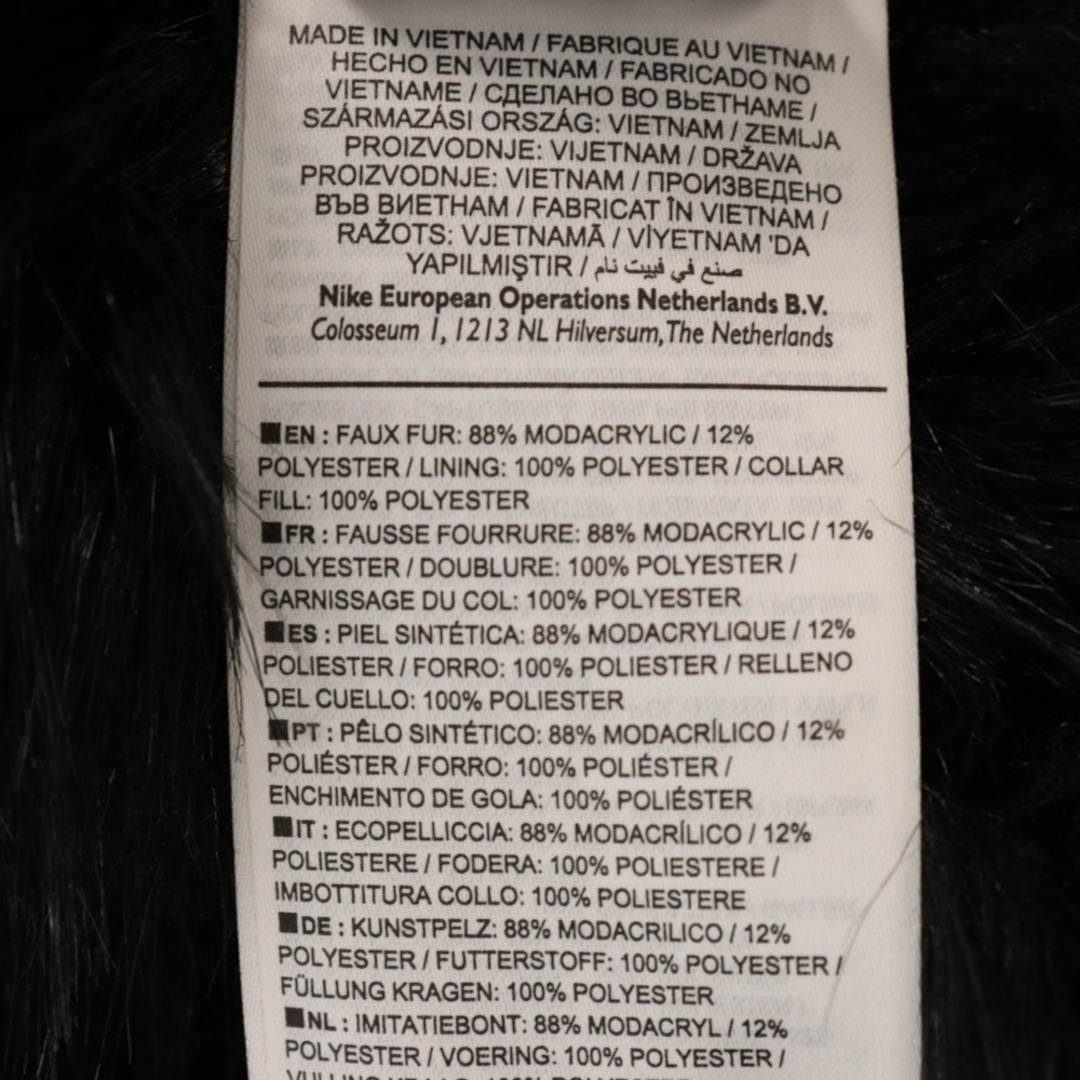 MADE IN VIETNAM / FABRIQUE AU VIETNAM /
HECHO EN VIETNAM / FABRICADO NO
VIETNAME / СДЕЛАНО ВО ВЬЕТНАМЕ /
SZÁRMAZÁSI ORSZÁG: VIETNAM / ZEMLJA
PROIZVODNJE: VIJETNAM / DRŽAVA
PROIZVODNJE: VIETNAM / ПРОИЗВЕДЕНО
ВЪВ ВИЕТНАМ / FABRICAT ÎN VIETNAM /
RAŽOTS: VJETNAMĀ / VİYETNAM 'DA
YAPILMIŞTIR / صنع في فييت نام
Nike European Operations Netherlands B.V.
Colosseum 1, 1213 NL Hilversum, The Netherlands
■EN : FAUX FUR: 88% MODACRYLIC / 12%
POLYESTER / LINING: 100% POLYESTER / COLLAR
FILL: 100% POLYESTER
■FR : FAUSSE FOURRURE: 88% MODACRYLIC / 12%
POLYESTER / DOUBLURE: 100% POLYESTER /
GARNISSAGE DU COL: 100% POLYESTER
■ES : PIEL SINTÉTICA: 88% MODACRYLIQUE / 12%
POLIESTER / FORRO: 100% POLIESTER / RELLENO
DEL CUELLO: 100% POLIESTER
■PT : PÊLO SINTÉTICO: 88% MODACRÍLICO / 12%
POLIÉSTER / FORRO: 100% POLIÉSTER /
ENCHIMENTO DE GOLA: 100% POLIÉSTER
■IT : ECOPELLICCIA: 88% MODACRÍLICO / 12%
POLIESTERE / FODERA: 100% POLIESTERE /
IMBOTTITURA COLLO: 100% POLIESTERE
■DE : KUNSTPELZ: 88% MODACRILICO / 12%
POLYESTER / FUTTERSTOFF: 100% POLYESTER /
FÜLLUNG KRAGEN: 100% POLYESTER
■NL : IMITATIEBONT: 88% MODACRYL / 12%
POLYESTER / VOERING: 100% POLYESTER /